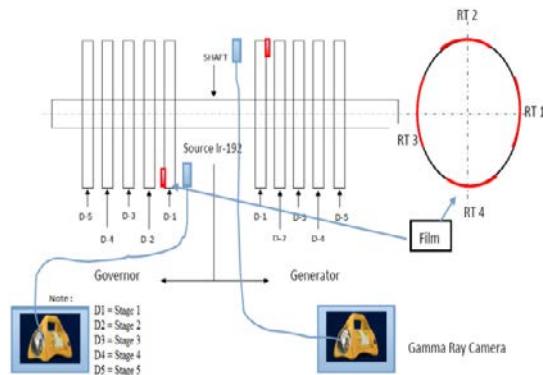 RT 2
SHAFT
RT 1
RT 3
Source Ir-192
RT 4
D-5
D-3
D-1
D-1
D-3
D-5
D-4
D-2
D-2
D-4
Film
Governor
Generator
Note :
D1 = Stage 1
D2 = Stage 2
D3 = Stage 3
D4 = Stage 4
D5 = Stage 5
Gamma Ray Camera